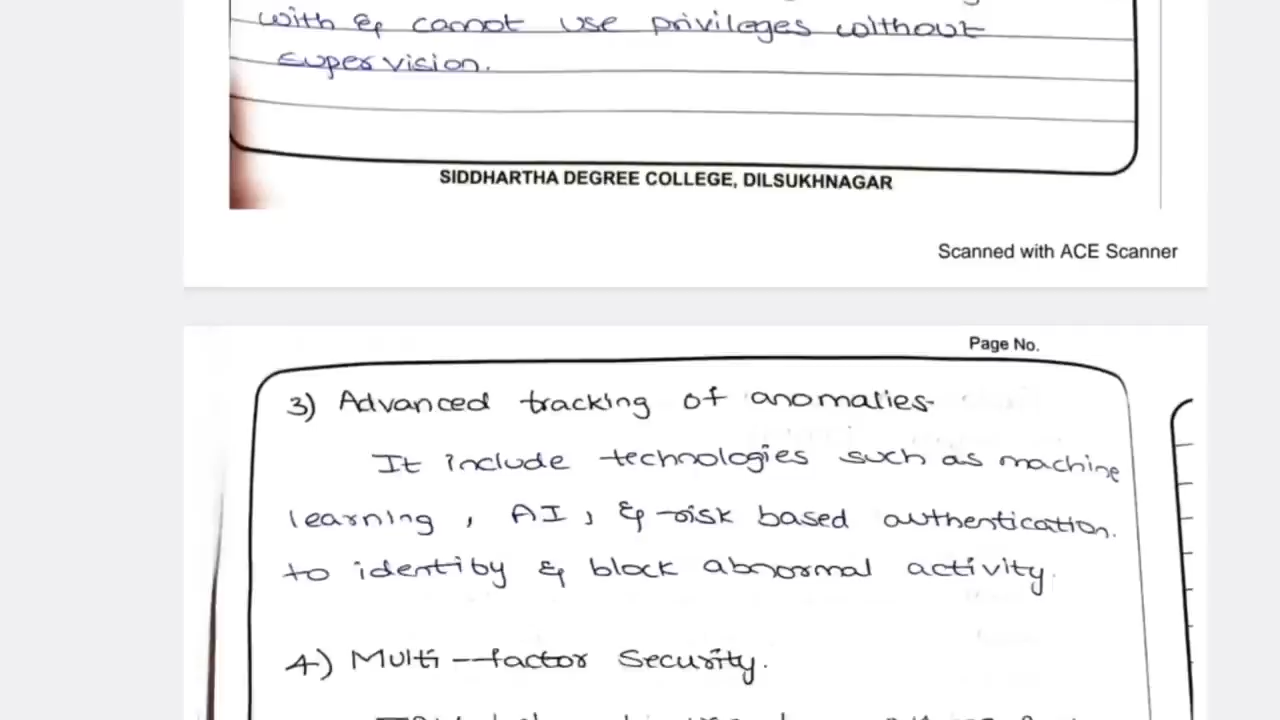 with & cannot use privileges without
supervision.
SIDDHARTHA DEGREE COLLEGE, DILSUKHNAGAR
Scanned with ACE Scanner
Page No.
3) Advanced tracking of anomalies.
It include technologies such as machine
learning, AI, & risk based authentication.
to identiby & block abnormal activity.
4) Multi-factor Security.